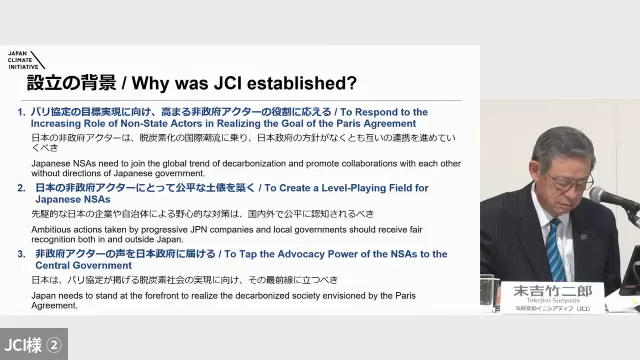 JAPAN
CLIMATE
INITIATIVE
設立の背景 / Why was JCI established?
1. パリ協定の目標実現に向け、高まる非政府アクターの役割に応える / To Respond to the
Increasing Role of Non-State Actors in Realizing the Goal of the Paris Agreement
日本の非政府アクターは、脱炭素化の国際潮流に乗り、日本政府の方針がなくとも互いの連携を進めてい
くべき
Japanese NSAs need to join the global trend of decarbonization and promote collaborations with each other
without directions of Japanese government.
2. 日本の非政府アクターにとって公平な土俵を築く / To Create a Level-Playing Field for
Japanese NSAs
先駆的な日本の企業や自治体による野心的な対策は、国内外で公平に認知されるべき
Ambitious actions taken by progressive JPN companies and local governments should receive fair
recognition both in and outside Japan.
3. 非政府アクターの声を日本政府に届ける / To Tap the Advocacy Power of the NSAs to the
Central Government
日本は、パリ協定が掲げる脱炭素社会の実現に向け、その最前線に立つべき
Japan needs to stand at the forefront to realize the decarbonized society envisioned by the Paris
Agreement.
末吉竹二郎
Takejiro Sueyoshi
気候変動イニシアティブ (JCI)
JCI様 ②